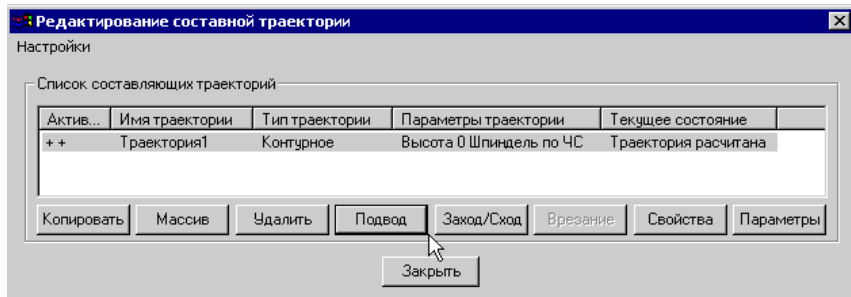 Редактирование составной траектории
Настройки
Список составляющих траекторий
Актив... Имя траектории Тип траектории Параметры траектории Текущее состояние
+ + Траектория1 Контурное Высота 0 Шпиндель по ЧС Траектория расчитана
Копировать Массив Удалить Подвод Заход/Сход Врезание Свойства Параметры
Закрыть